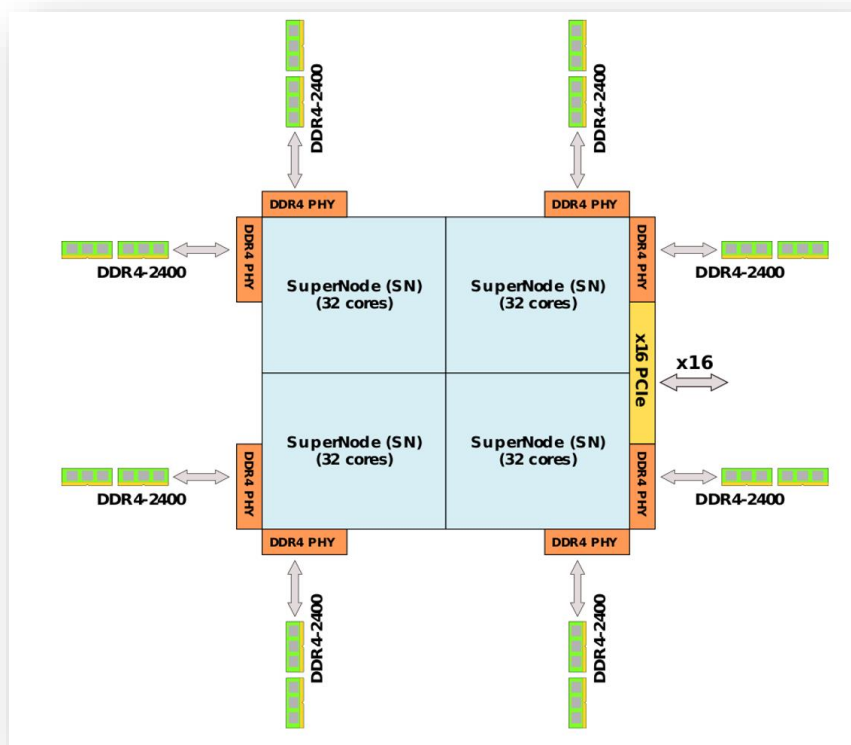 DDR4-2400
DDR4-2400
DDR4 PHY
DDR4 PHY
DDR4 PHY
DDR4 PHY
DDR4-2400
DDR4-2400
SuperNode (SN)
(32 cores)
SuperNode (SN)
(32 cores)
x16 PCIe
x16
SuperNode (SN)
(32 cores)
SuperNode (SN)
(32 cores)
DDR4 PHY
DDR4 PHY
DDR4-2400
DDR4-2400
DDR4 PHY
DDR4 PHY
DDR4-2400
DDR4-2400